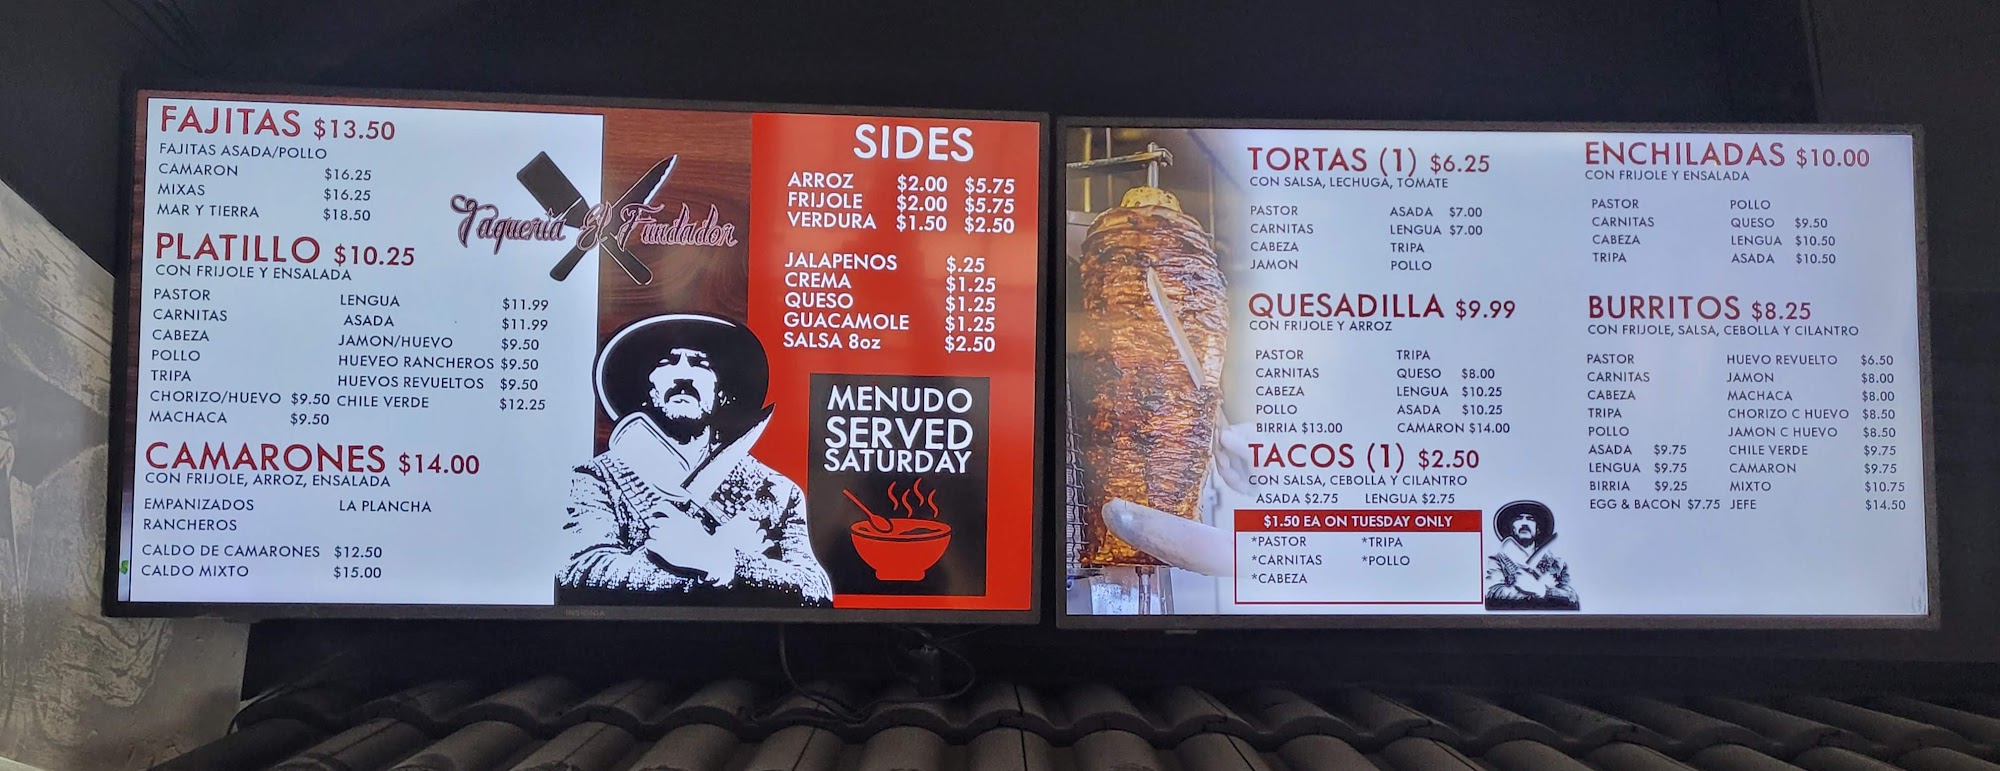 FAJITAS $13.50
FAJITAS ASADA/POLLO
CAMARON $16.25
MIXAS $16.25
MAR Y TIERRA $18.50
PLATILLO $10.25
CON FRIJOLE Y ENSALADA
PASTOR LENGUA $11.99
CARNITAS ASADA $11.99
CABEZA JAMON/HUEVO $9.50
POLLO HUEVEO RANCHEROS $9.50
TRIPA HUEVOS REVUELTOS $9.50
CHORIZO/HUEVO $9.50 CHILE VERDE $12.25
MACHACA $9.50
CAMARONES $14.00
CON FRIJOLE, ARROZ, ENSALADA
EMPANIZADOS LA PLANCHA
RANCHEROS
CALDO DE CAMARONES $12.50
CALDO MIXTO $15.00
Taqueria El Fundador
SIDES
ARROZ $2.00 $5.75
FRIJOLE $2.00 $5.75
VERDURA $1.50 $2.50
JALAPENOS $.25
CREMA $1.25
QUESO $1.25
GUACAMOLE $1.25
SALSA 8oz $2.50
MENUDO
SERVED
SATURDAY
INSIGNIA
TORTAS (1) $6.25
CON SALSA, LECHUGA, TOMATE
PASTOR ASADA $7.00
CARNITAS LENGUA $7.00
CABEZA TRIPA
JAMON POLLO
QUESADILLA $9.99
CON FRIJOLE Y ARROZ
PASTOR TRIPA
CARNITAS QUESO $8.00
CABEZA LENGUA $10.25
POLLO ASADA $10.25
BIRRIA $13.00 CAMARON $14.00
TACOS (1) $2.50
CON SALSA, CEBOLLA Y CILANTRO
ASADA $2.75 LENGUA $2.75
$1.50 EA ON TUESDAY ONLY
*PASTOR *TRIPA
*CARNITAS *POLLO
*CABEZA
ENCHILADAS $10.00
CON FRIJOLE Y ENSALADA
PASTOR POLLO
CARNITAS QUESO $9.50
CABEZA LENGUA $10.50
TRIPA ASADA $10.50
BURRITOS $8.25
CON FRIJOLE, SALSA, CEBOLLA Y CILANTRO
PASTOR HUEVO REVUELTO $6.50
CARNITAS JAMON $8.00
CABEZA MACHACA $8.00
TRIPA CHORIZO C HUEVO $8.50
POLLO JAMON C HUEVO $8.50
ASADA $9.75 CHILE VERDE $9.75
LENGUA $9.75 CAMARON $9.75
BIRRIA $9.25 MIXTO $10.75
EGG & BACON $7.75 JEFE $14.50